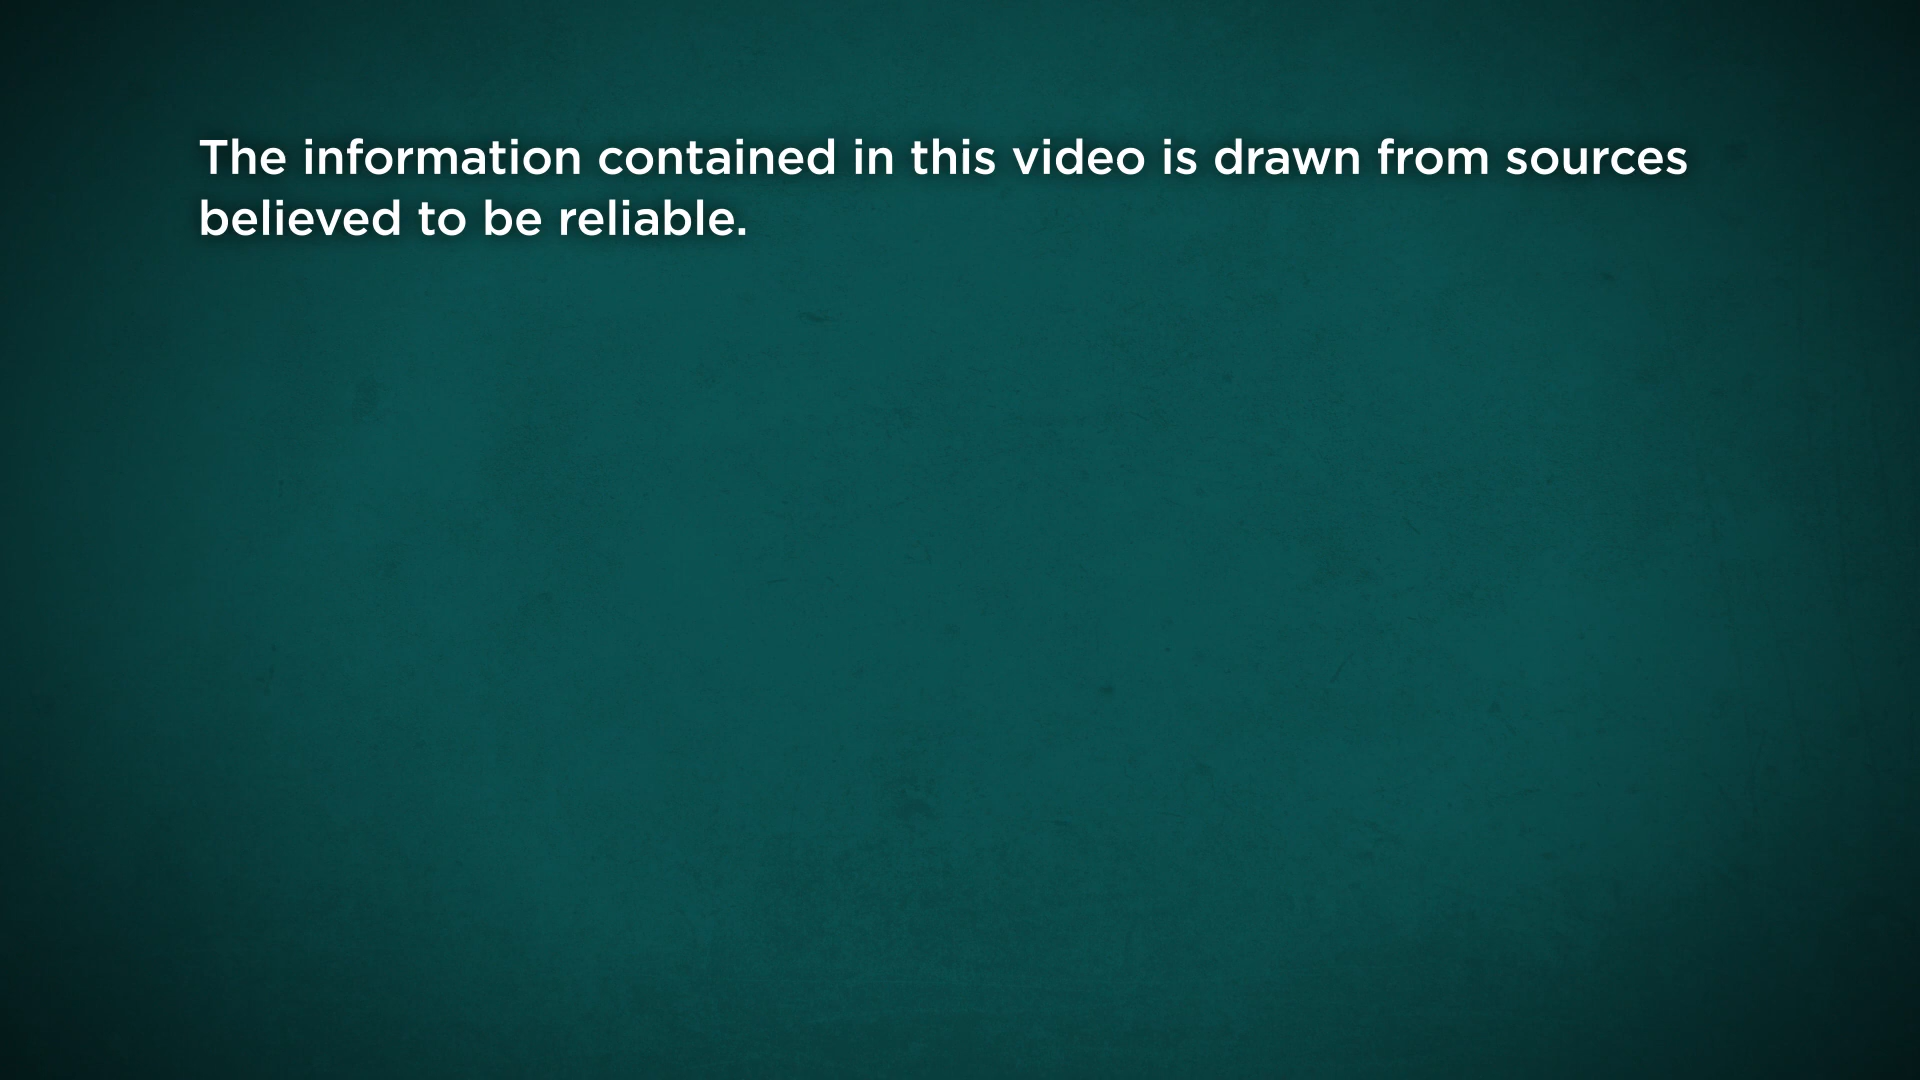 The information contained in this video is drawn from sources
believed to be reliable.